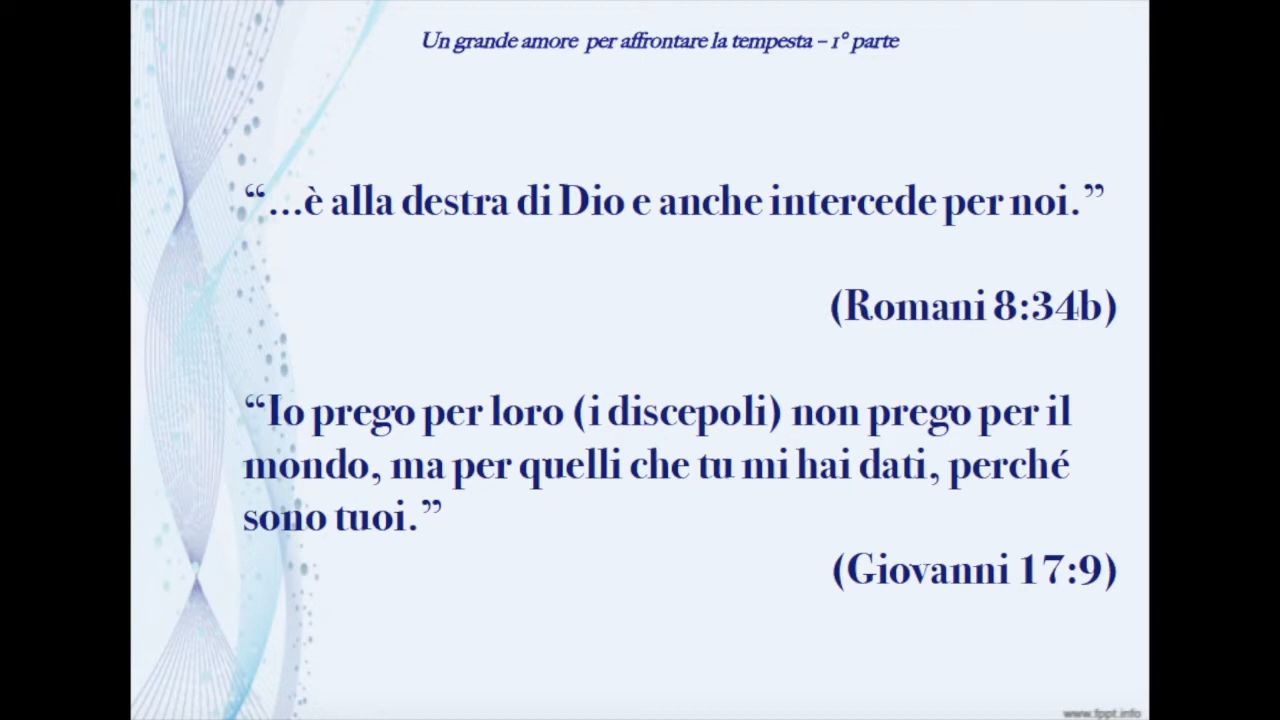 Un grande amore per affrontare la tempesta – 1° parte
“...è alla destra di Dio e anche intercede per noi.”
(Romani 8:34b)
“Io prego per loro (i discepoli) non prego per il
mondo, ma per quelli che tu mi hai dati, perché
sono tuoi.”
(Giovanni 17:9)
www.fppt.info